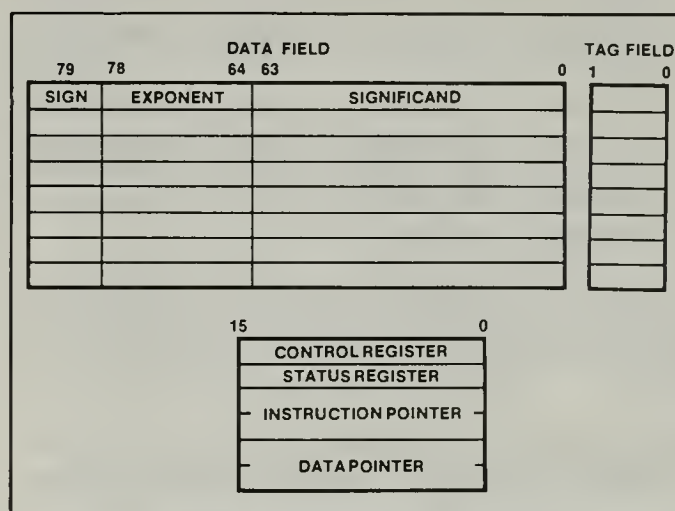 DATA FIELD
TAG FIELD
79 78 64 63 0 1 0
SIGN EXPONENT SIGNIFICAND
15 0
CONTROL REGISTER
STATUS REGISTER
INSTRUCTION POINTER
DATA POINTER